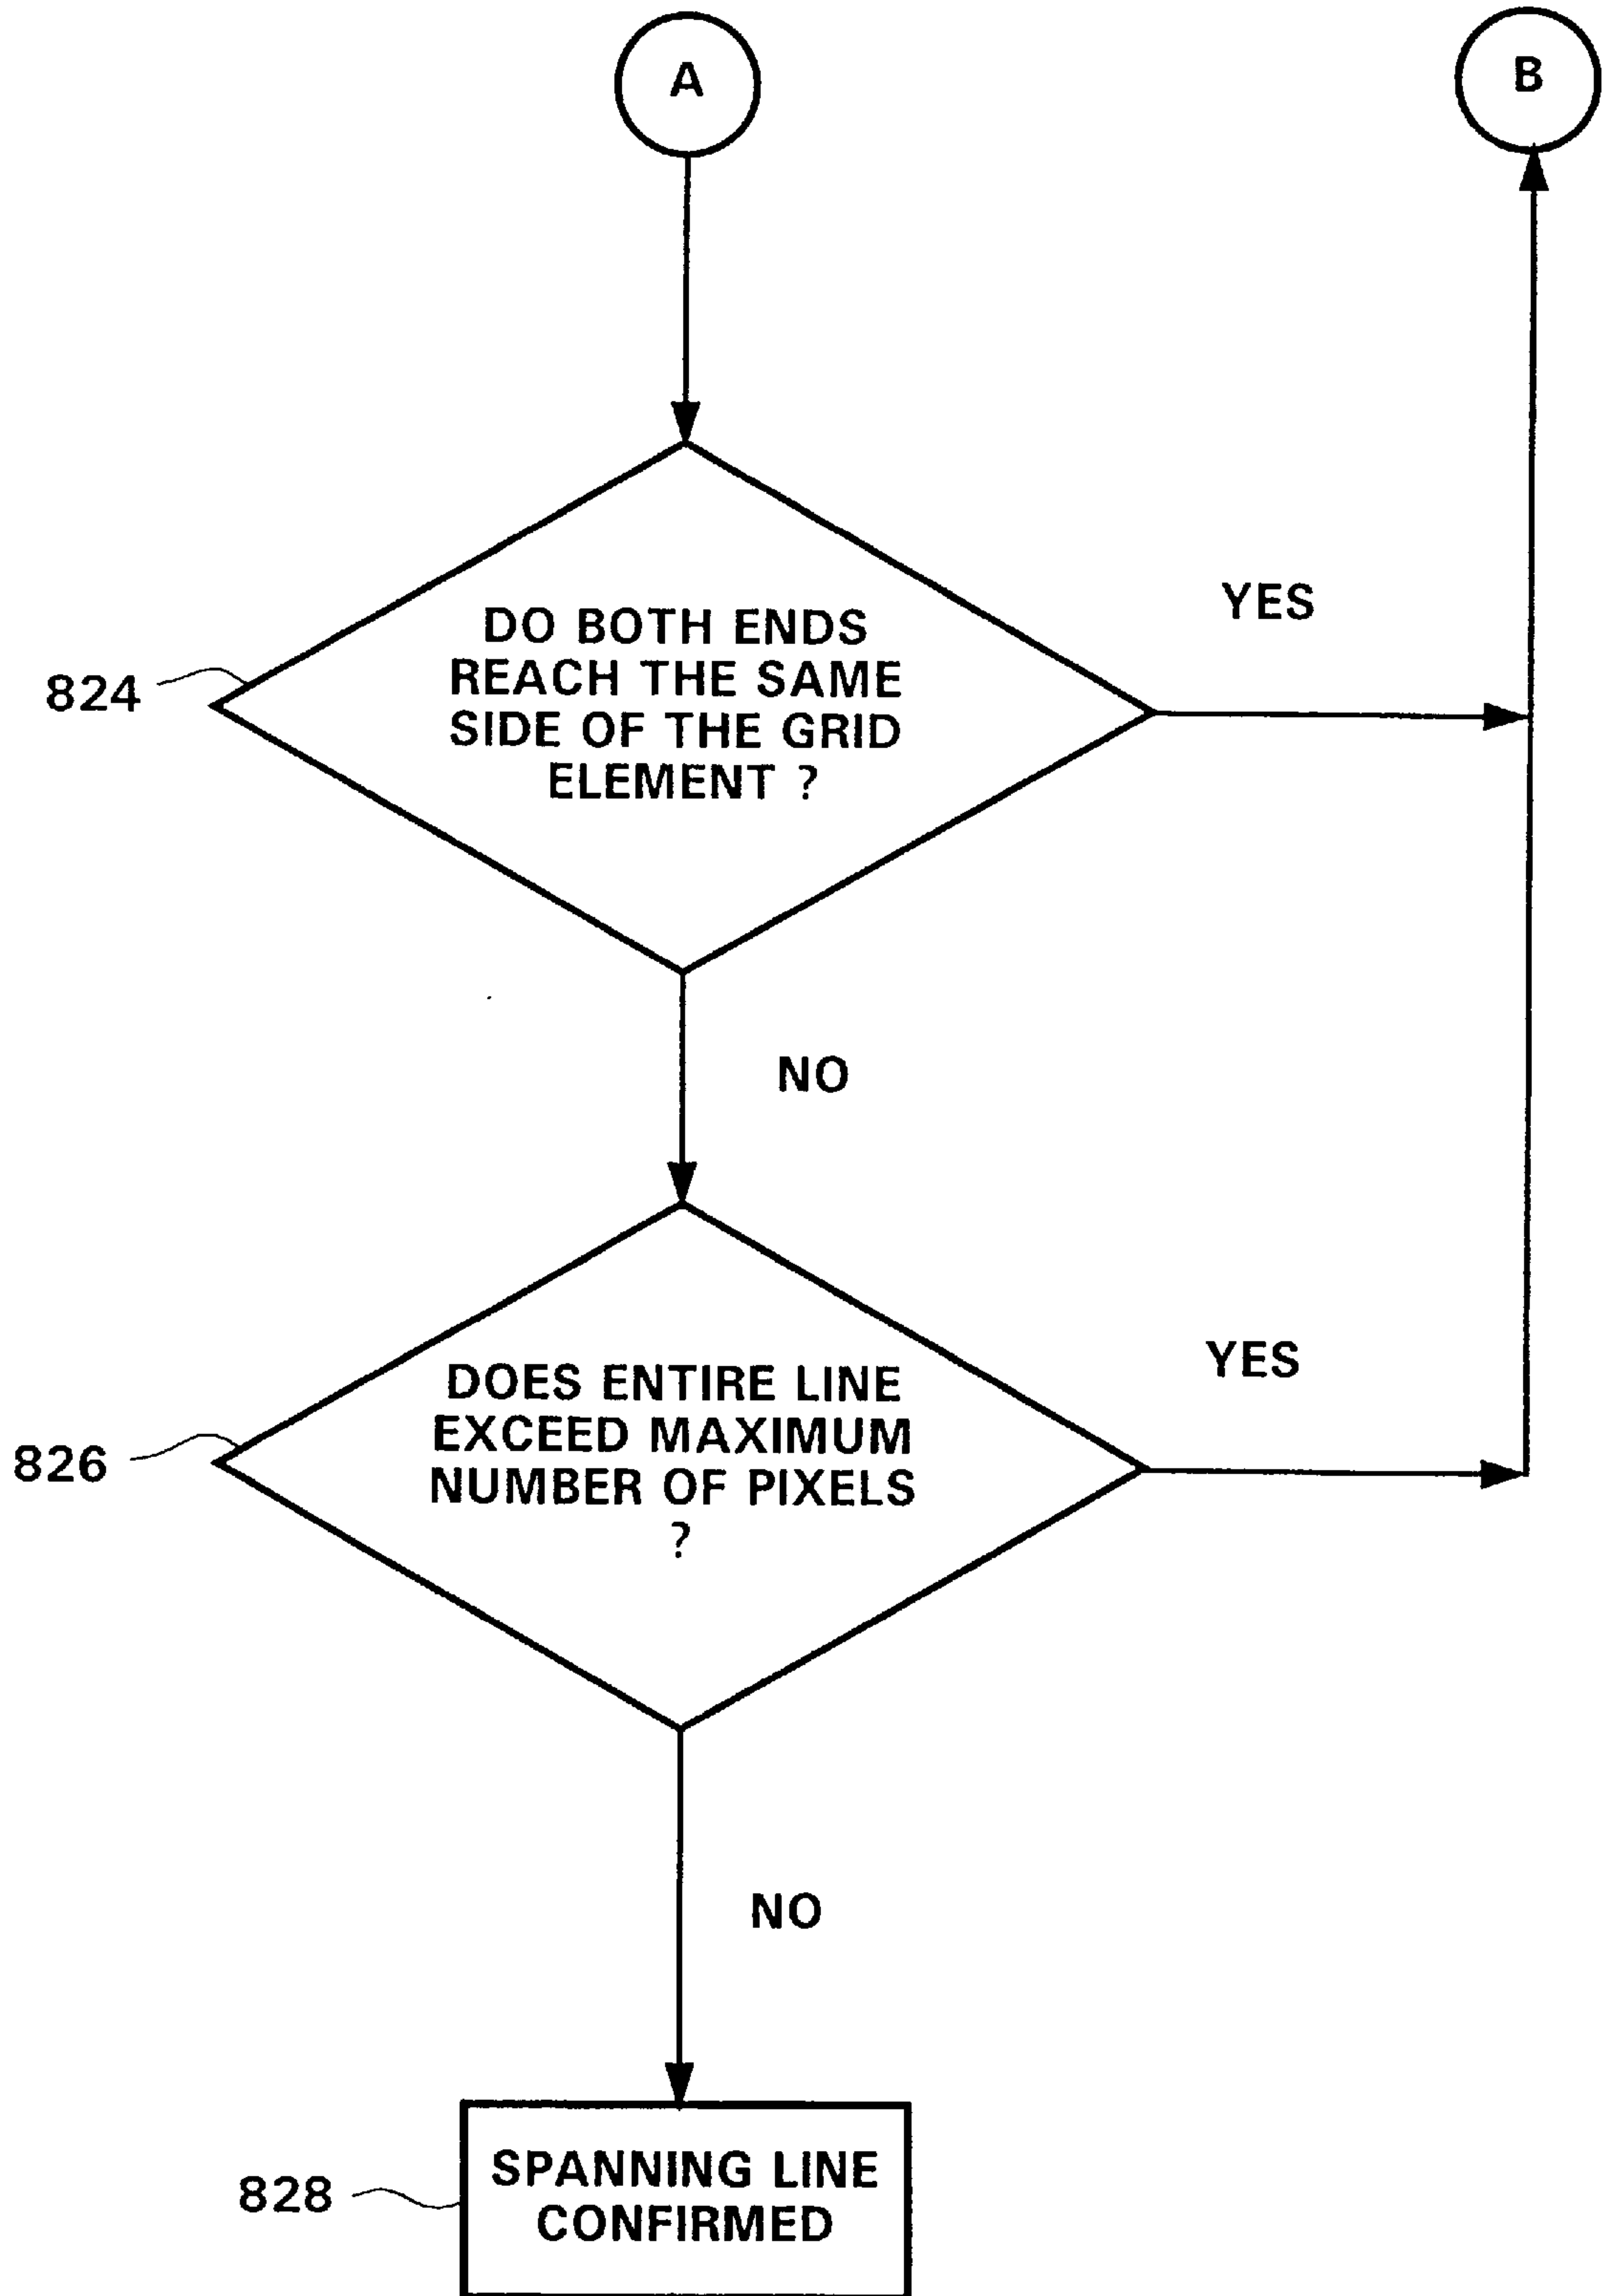 A
B
DO BOTH ENDS
REACH THE SAME
SIDE OF THE GRID
ELEMENT ?
824
YES
NO
DOES ENTIRE LINE
EXCEED MAXIMUM
NUMBER OF PIXELS
?
826
YES
NO
SPANNING LINE
CONFIRMED
828